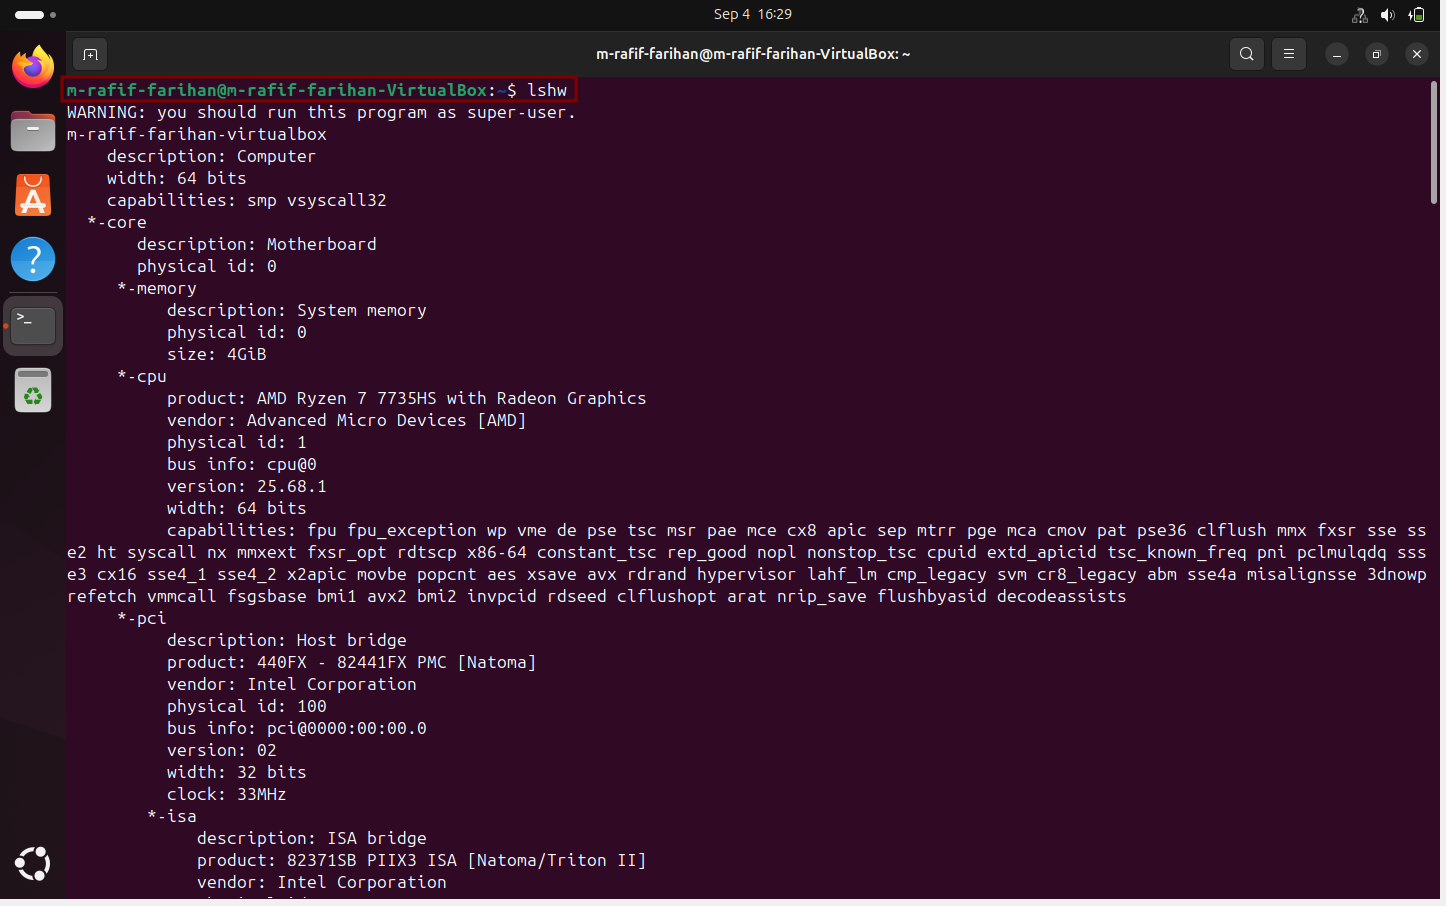 Sep 4  16:29
m-rafif-farihan@m-rafif-farihan-VirtualBox: ~
m-rafif-farihan@m-rafif-farihan-VirtualBox:~$ lshw
WARNING: you should run this program as super-user.
m-rafif-farihan-virtualbox
description: Computer
width: 64 bits
capabilities: smp vsyscall32
*-core
description: Motherboard
physical id: 0
*-memory
description: System memory
physical id: 0
size: 4GiB
*-cpu
product: AMD Ryzen 7 7735HS with Radeon Graphics
vendor: Advanced Micro Devices [AMD]
physical id: 1
bus info: cpu@0
version: 25.68.1
width: 64 bits
capabilities: fpu fpu_exception wp vme de pse tsc msr pae mce cx8 apic sep mtrr pge mca cmov pat pse36 clflush mmx fxsr sse ss
e2 ht syscall nx mmxext fxsr_opt rdtscp x86-64 constant_tsc rep_good nopl nonstop_tsc cpuid extd_apicid tsc_known_freq pni pclmulqdq sss
e3 cx16 sse4_1 sse4_2 x2apic movbe popcnt aes xsave avx rdrand hypervisor lahf_lm cmp_legacy svm cr8_legacy abm sse4a misalignsse 3dnowp
refetch vmmcall fsgsbase bmi1 avx2 bmi2 invpcid rdseed clflushopt arat nrip_save flushbyasid decodeassists
*-pci
description: Host bridge
product: 440FX - 82441FX PMC [Natoma]
vendor: Intel Corporation
physical id: 100
bus info: pci@0000:00:00.0
version: 02
width: 32 bits
clock: 33MHz
*-isa
description: ISA bridge
product: 82371SB PIIX3 ISA [Natoma/Triton II]
vendor: Intel Corporation